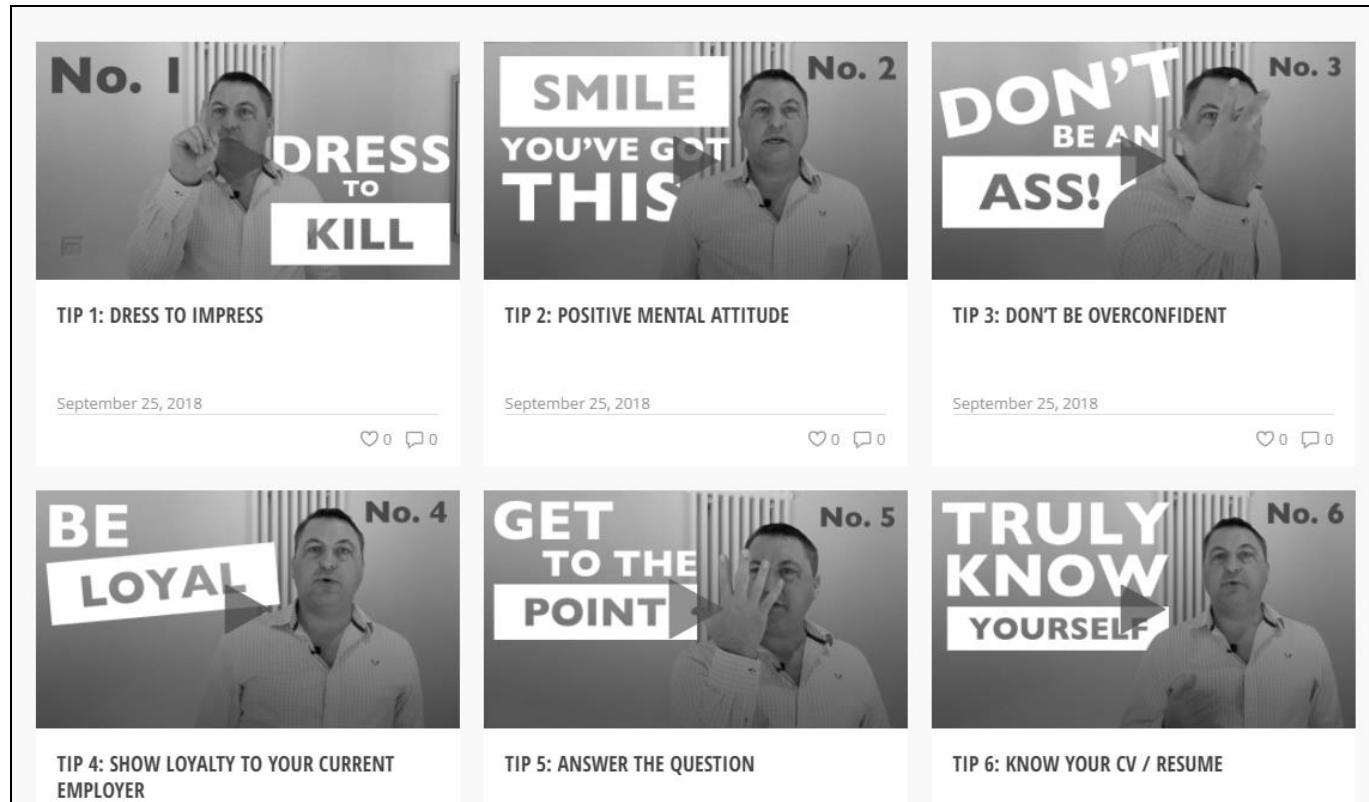 No. 1
DRESS
TO
KILL
SMILE
YOU'VE GOT
THIS
No. 2
DON'T
BE AN
ASS!
No. 3
TIP 1: DRESS TO IMPRESS
TIP 2: POSITIVE MENTAL ATTITUDE
TIP 3: DON'T BE OVERCONFIDENT
September 25, 2018
September 25, 2018
September 25, 2018
0 0
0 0
0 0
BE
LOYAL
No. 4
GET
TO THE
POINT
No. 5
TRULY
KNOW
YOURSELF
No. 6
TIP 4: SHOW LOYALTY TO YOUR CURRENT
EMPLOYER
TIP 5: ANSWER THE QUESTION
TIP 6: KNOW YOUR CV / RESUME